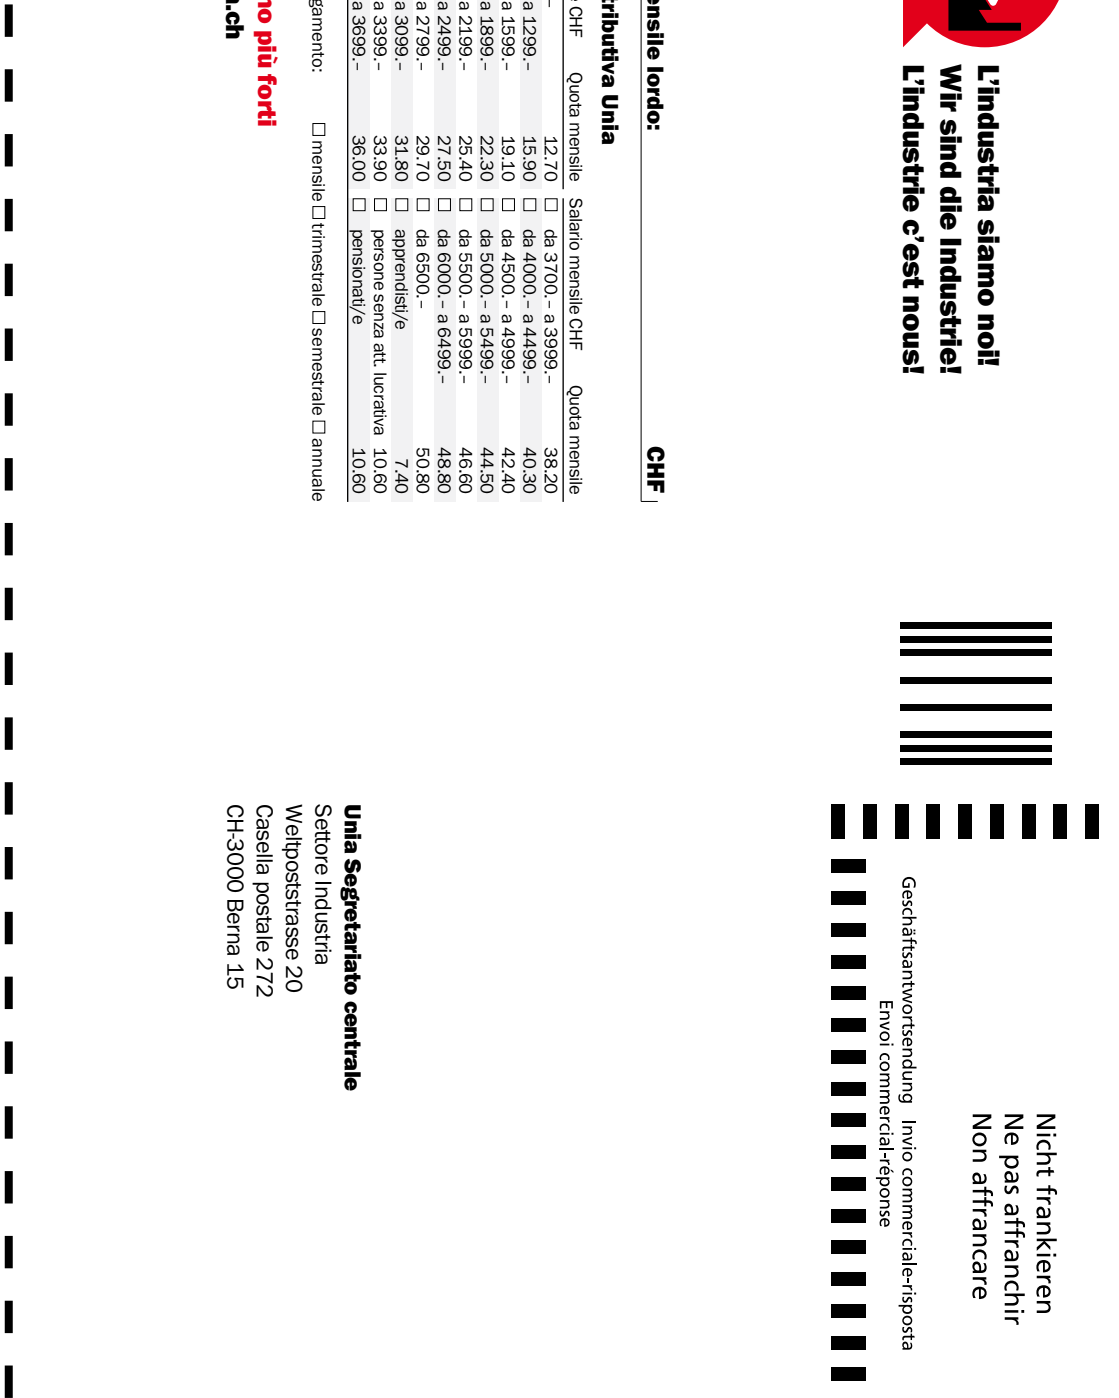 L'industria siamo noi!
Wir sind die Industrie!
L'industrie c'est nous!
ensile lordo: CHF
tributiva Unia
e CHF Quota mensile Salario mensile CHF Quota mensile
– 12.70 ☐ da 3700.– a 3999.– 38.20
a 1299.– 15.90 ☐ da 4000.– a 4499.– 40.30
a 1599.– 19.10 ☐ da 4500.– a 4999.– 42.40
a 1899.– 22.30 ☐ da 5000.– a 5499.– 44.50
a 2199.– 25.40 ☐ da 5500.– a 5999.– 46.60
a 2499.– 27.50 ☐ da 6000.– a 6499.– 48.80
a 2799.– 29.70 ☐ da 6500.– 50.80
a 3099.– 31.80 ☐ apprendisti/e 7.40
a 3399.– 33.90 ☐ persone senza att. lucrativa 10.60
a 3699.– 36.00 ☐ pensionati/e 10.60
gamento: ☐ mensile ☐ trimestrale ☐ semestrale ☐ annuale
no più forti
a.ch
Nicht frankieren
Ne pas affranchir
Non affrancare
Geschäftsantwortsendung Invio commerciale-risposta
Envoi commercial-réponse
Unia Segretariato centrale
Settore Industria
Weltpoststrasse 20
Casella postale 272
CH-3000 Berna 15